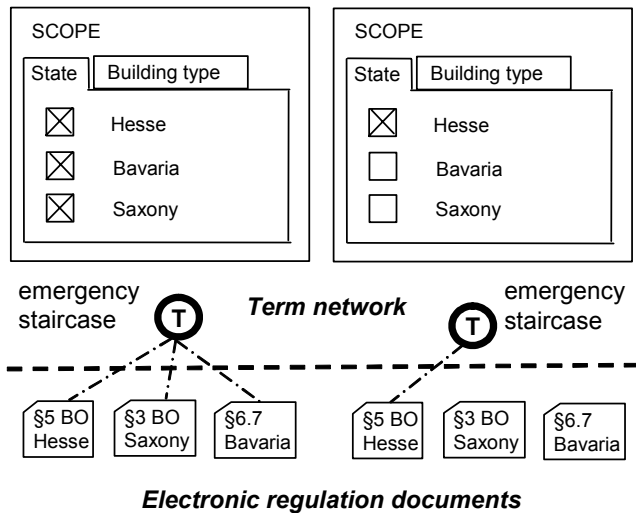 SCOPE
State
Building type
Hesse
Bavaria
Saxony
SCOPE
State
Building type
Hesse
Bavaria
Saxony
emergency
staircase
T
Term network
T
emergency
staircase
§5 BO
Hesse
§3 BO
Saxony
§6.7
Bavaria
§5 BO
Hesse
§3 BO
Saxony
§6.7
Bavaria
Electronic regulation documents